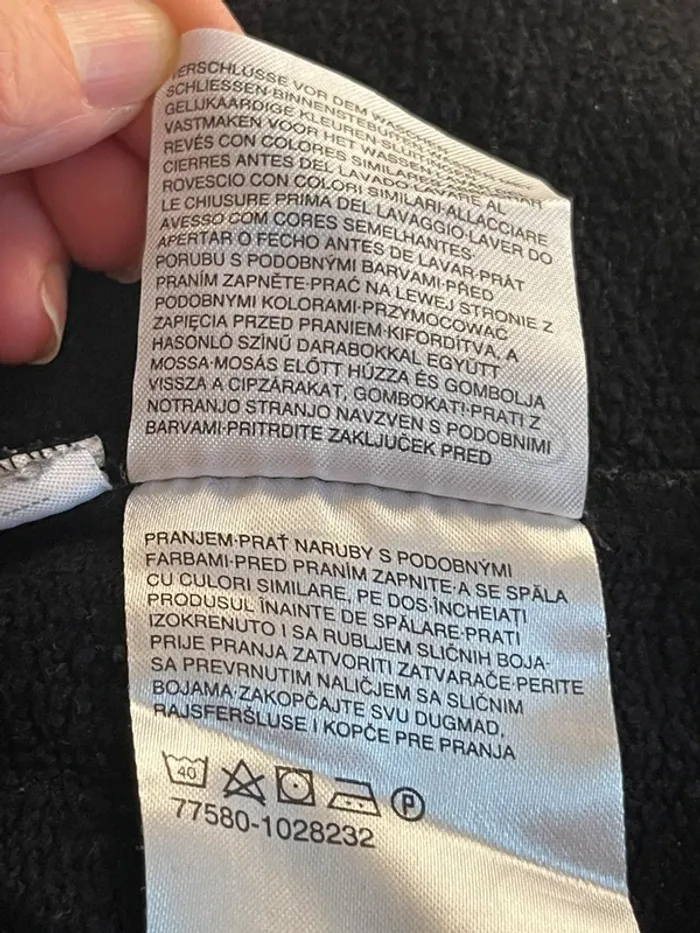 VERSCHLÜSSE VOR DEM WASCHEN
SCHLIESSEN·BINNENSTEBUITEN
GELIJKAARDIGE KLEUREN·SLUITINGEN
VASTMAKEN VOOR HET WASSEN
REVÉS CON COLORES SIMILARES
CIERRES ANTES DEL LAVADO·LAVARE AL
ROVESCIO CON COLORI SIMILARI·ALLACCIARE
LE CHIUSURE PRIMA DEL LAVAGGIO·LAVER DO
AVESSO COM CORES SEMELHANTES·
APERTAR O FECHO ANTES DE LAVAR·PRÁT
PORUBU S PODOBNÝMI BARVAMI·PŘED
PRANÍM ZAPNĚTE·PRAĆ NA LEWEJ STRONIE Z
PODOBNYMI KOLORAMI·PRZYMOCOWAĆ
ZAPIĘCIA PRZED PRANIEM·KIFORDÍTVA, A
HASONLÓ SZÍNŰ DARABOKKAL EGYÜTT
MOSSA·MOSÁS ELŐTT HÚZZA ÉS GOMBOLJA
VISSZA A CIPZÁRAKAT, GOMBOKAT!·PRATI Z
NOTRANJO STRANJO NAVZVEN S PODOBNIMI
BARVAMI·PRITRDITE ZAKLJUČEK PRED
PRANJEM·PRAŤ NARUBY S PODOBNÝMI
FARBAMI·PRED PRANÍM ZAPNITE·A SE SPĂLA
CU CULORI SIMILARE, PE DOS·ÎNCHEIAȚI
PRODUSUL ÎNAINTE DE SPĂLARE·PRATI
IZOKRENUTO I SA RUBLJEM SLIČNIH BOJA·
PRIJE PRANJA ZATVORITI ZATVARAČE·PERITE
SA PREVRNUTIM NALIČJEM SA SLIČNIM
BOJAMA·ZAKOPČAJTE SVU DUGMAD,
RAJSFERŠLUSE I KOPČE PRE PRANJA
40 P
77580-1028232